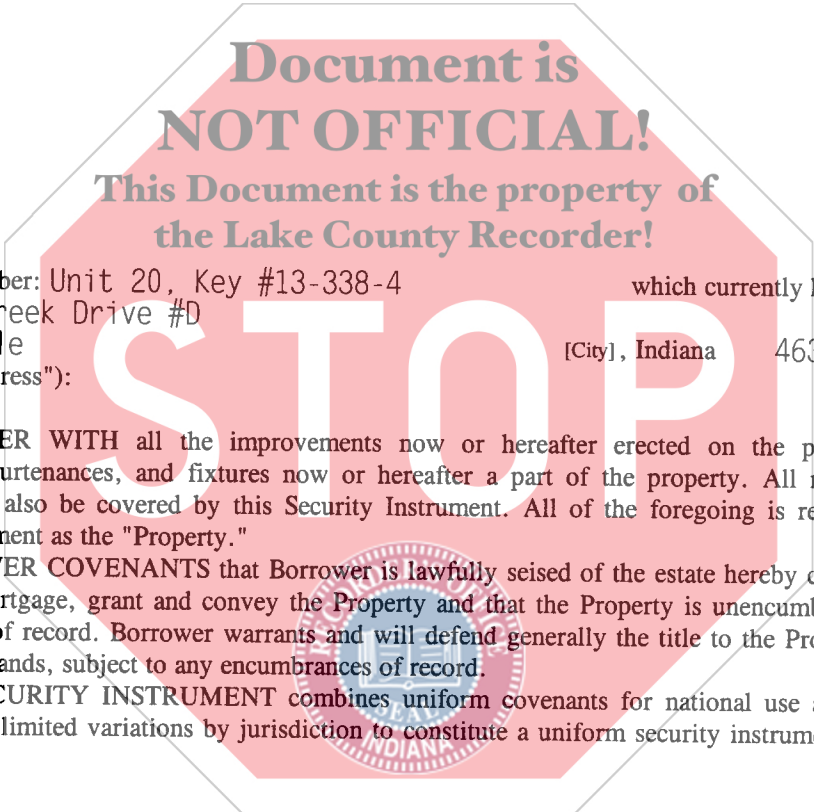 Document is
NOT OFFICIAL!
This Document is the property of
the Lake County Recorder!
ber: Unit 20, Key #13-338-4 which currently
reek Drive #D
le [City], Indiana 463
ress"):
STOP
ER WITH all the improvements now or hereafter erected on the p
urtenances, and fixtures now or hereafter a part of the property. All
also be covered by this Security Instrument. All of the foregoing is re
ment as the "Property."
ER COVENANTS that Borrower is lawfully seised of the estate hereby
rtgage, grant and convey the Property and that the Property is unencumb
of record. Borrower warrants and will defend generally the title to the Pro
ands, subject to any encumbrances of record.
CURITY INSTRUMENT combines uniform covenants for national use
limited variations by jurisdiction to constitute a uniform security instrum
SEAL
INDIANA